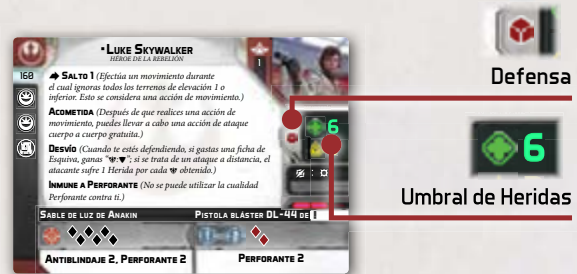 •Luke Skywalker
HÉROE DE LA REBELIÓN
1
160
Salto 1 (Efectúa un movimiento durante
el cual ignoras todos los terrenos de elevación 1 o
inferior. Esto se considera una acción de movimiento.)
Acometida (Después de que realices una acción de
movimiento, puedes llevar a cabo una acción de ataque
cuerpo a cuerpo gratuita.)
Desvío (Cuando te estés defendiendo, si gastas una ficha de
Esquiva, ganas "
:
"; si se trata de un ataque a distancia, el
atacante sufre 1 Herida por cada
obtenido.)
Inmune a Perforante (No se puede utilizar la cualidad
Perforante contra ti.)
6
Sable de luz de Anakin
Antiblindaje 2, Perforante 2
Pistola bláster DL-44 de
Perforante 2
Defensa
6
Umbral de Heridas